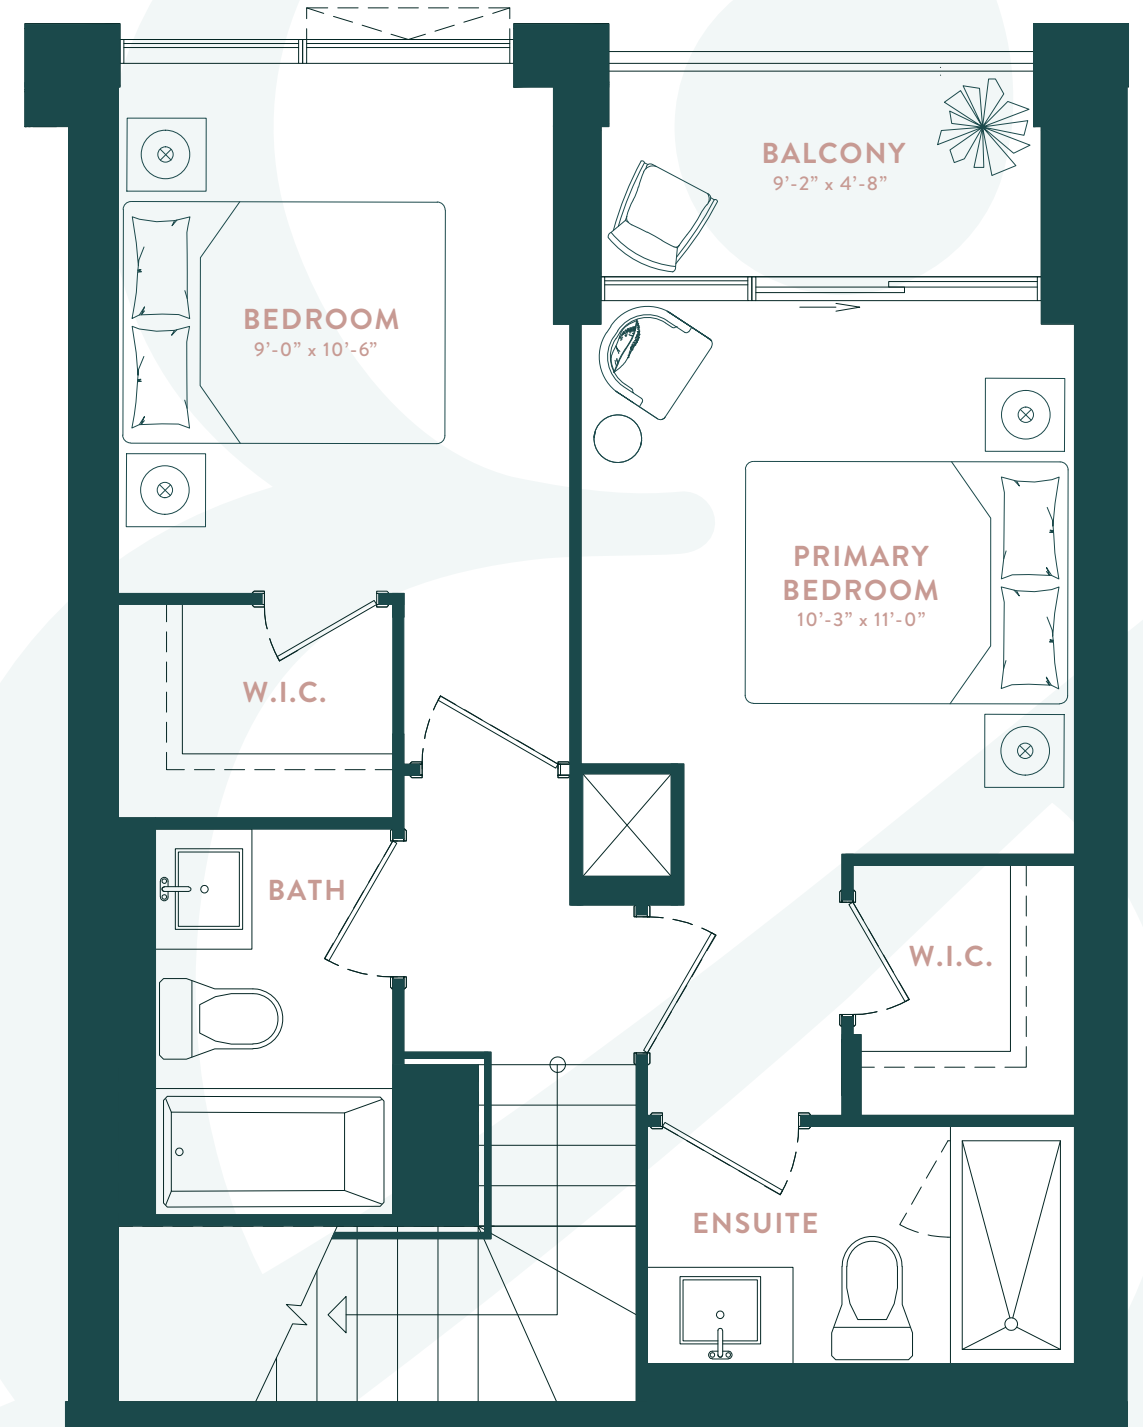 BALCONY
9’-2” x 4’-8”
BEDROOM
9’-0” x 10’-6”
PRIMARY
BEDROOM
10’-3” x 11’-0”
W.I.C.
BATH
W.I.C.
ENSUITE